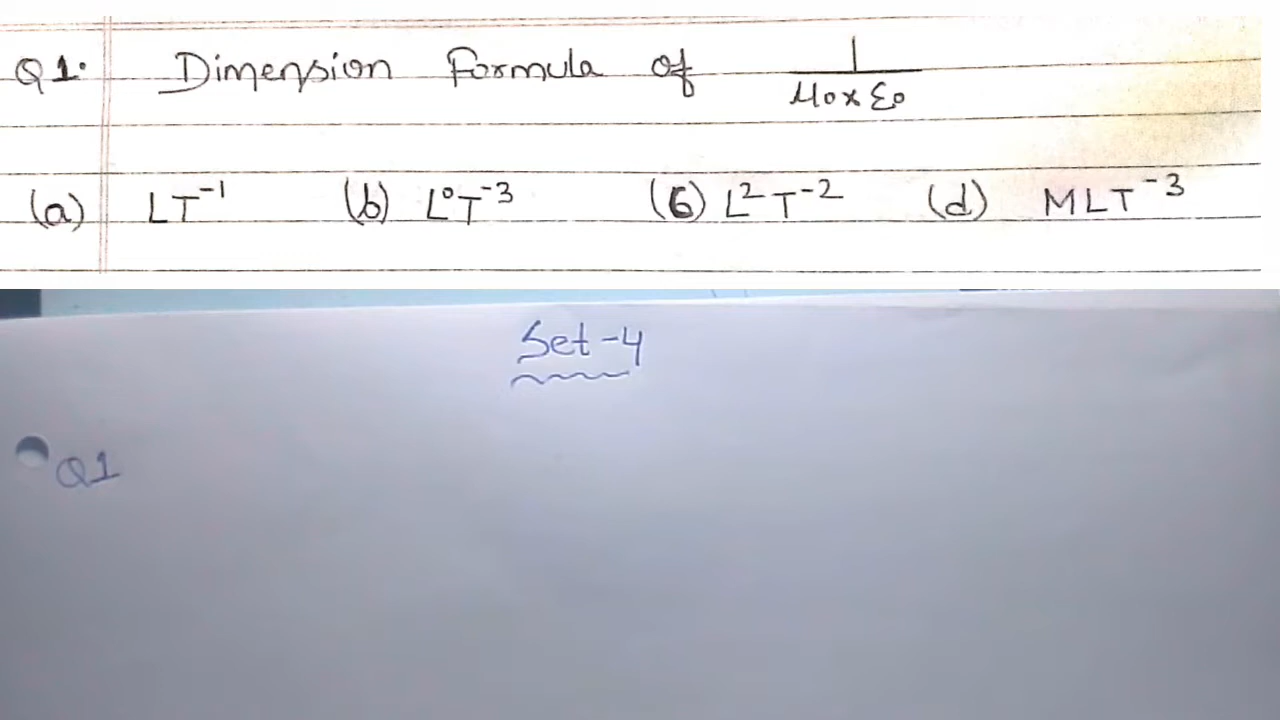 Q1. Dimension Formula of 1/μ0 x ε0
(a) LT⁻¹ (b) L⁰T⁻³ (c) L²T⁻² (d) MLT⁻³
Set-4
Q1